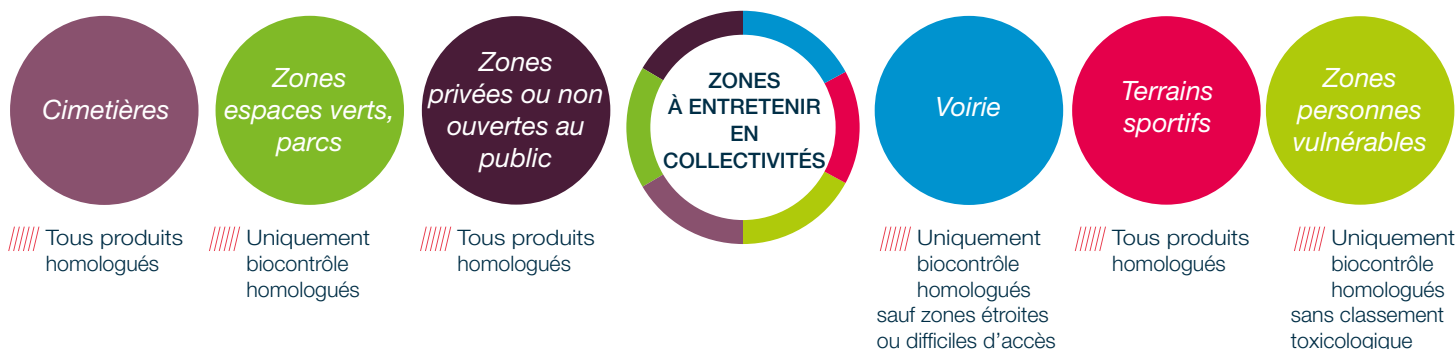 Cimetières
Tous produits
homologués
Zones
espaces verts,
parcs
Uniquement
biocontrôle
homologués
Zones
privées ou non
ouvertes au
public
Tous produits
homologués
ZONES
À ENTRETENIR
EN
COLLECTIVITÉS
Voirie
Uniquement
biocontrôle
homologués
sauf zones étroites
ou difficiles d'accès
Terrains
sportifs
Tous produits
homologués
Zones
personnes
vulnérables
Uniquement
biocontrôle
homologués
sans classement
toxicologique